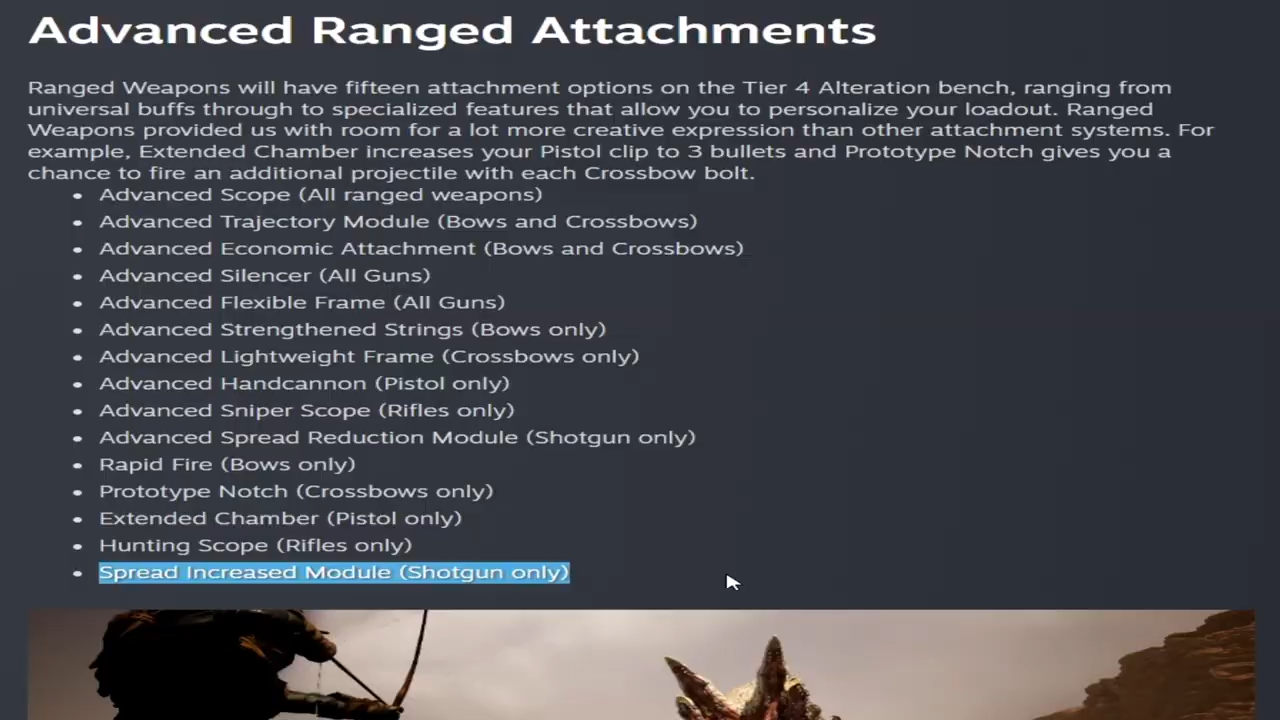 Advanced Ranged Attachments
Ranged Weapons will have fifteen attachment options on the Tier 4 Alteration bench, ranging from
universal buffs through to specialized features that allow you to personalize your loadout. Ranged
Weapons provided us with room for a lot more creative expression than other attachment systems. For
example, Extended Chamber increases your Pistol clip to 3 bullets and Prototype Notch gives you a
chance to fire an additional projectile with each Crossbow bolt.
• Advanced Scope (All ranged weapons)
• Advanced Trajectory Module (Bows and Crossbows)
• Advanced Economic Attachment (Bows and Crossbows)
• Advanced Silencer (All Guns)
• Advanced Flexible Frame (All Guns)
• Advanced Strengthened Strings (Bows only)
• Advanced Lightweight Frame (Crossbows only)
• Advanced Handcannon (Pistol only)
• Advanced Sniper Scope (Rifles only)
• Advanced Spread Reduction Module (Shotgun only)
• Rapid Fire (Bows only)
• Prototype Notch (Crossbows only)
• Extended Chamber (Pistol only)
• Hunting Scope (Rifles only)
• Spread Increased Module (Shotgun only)